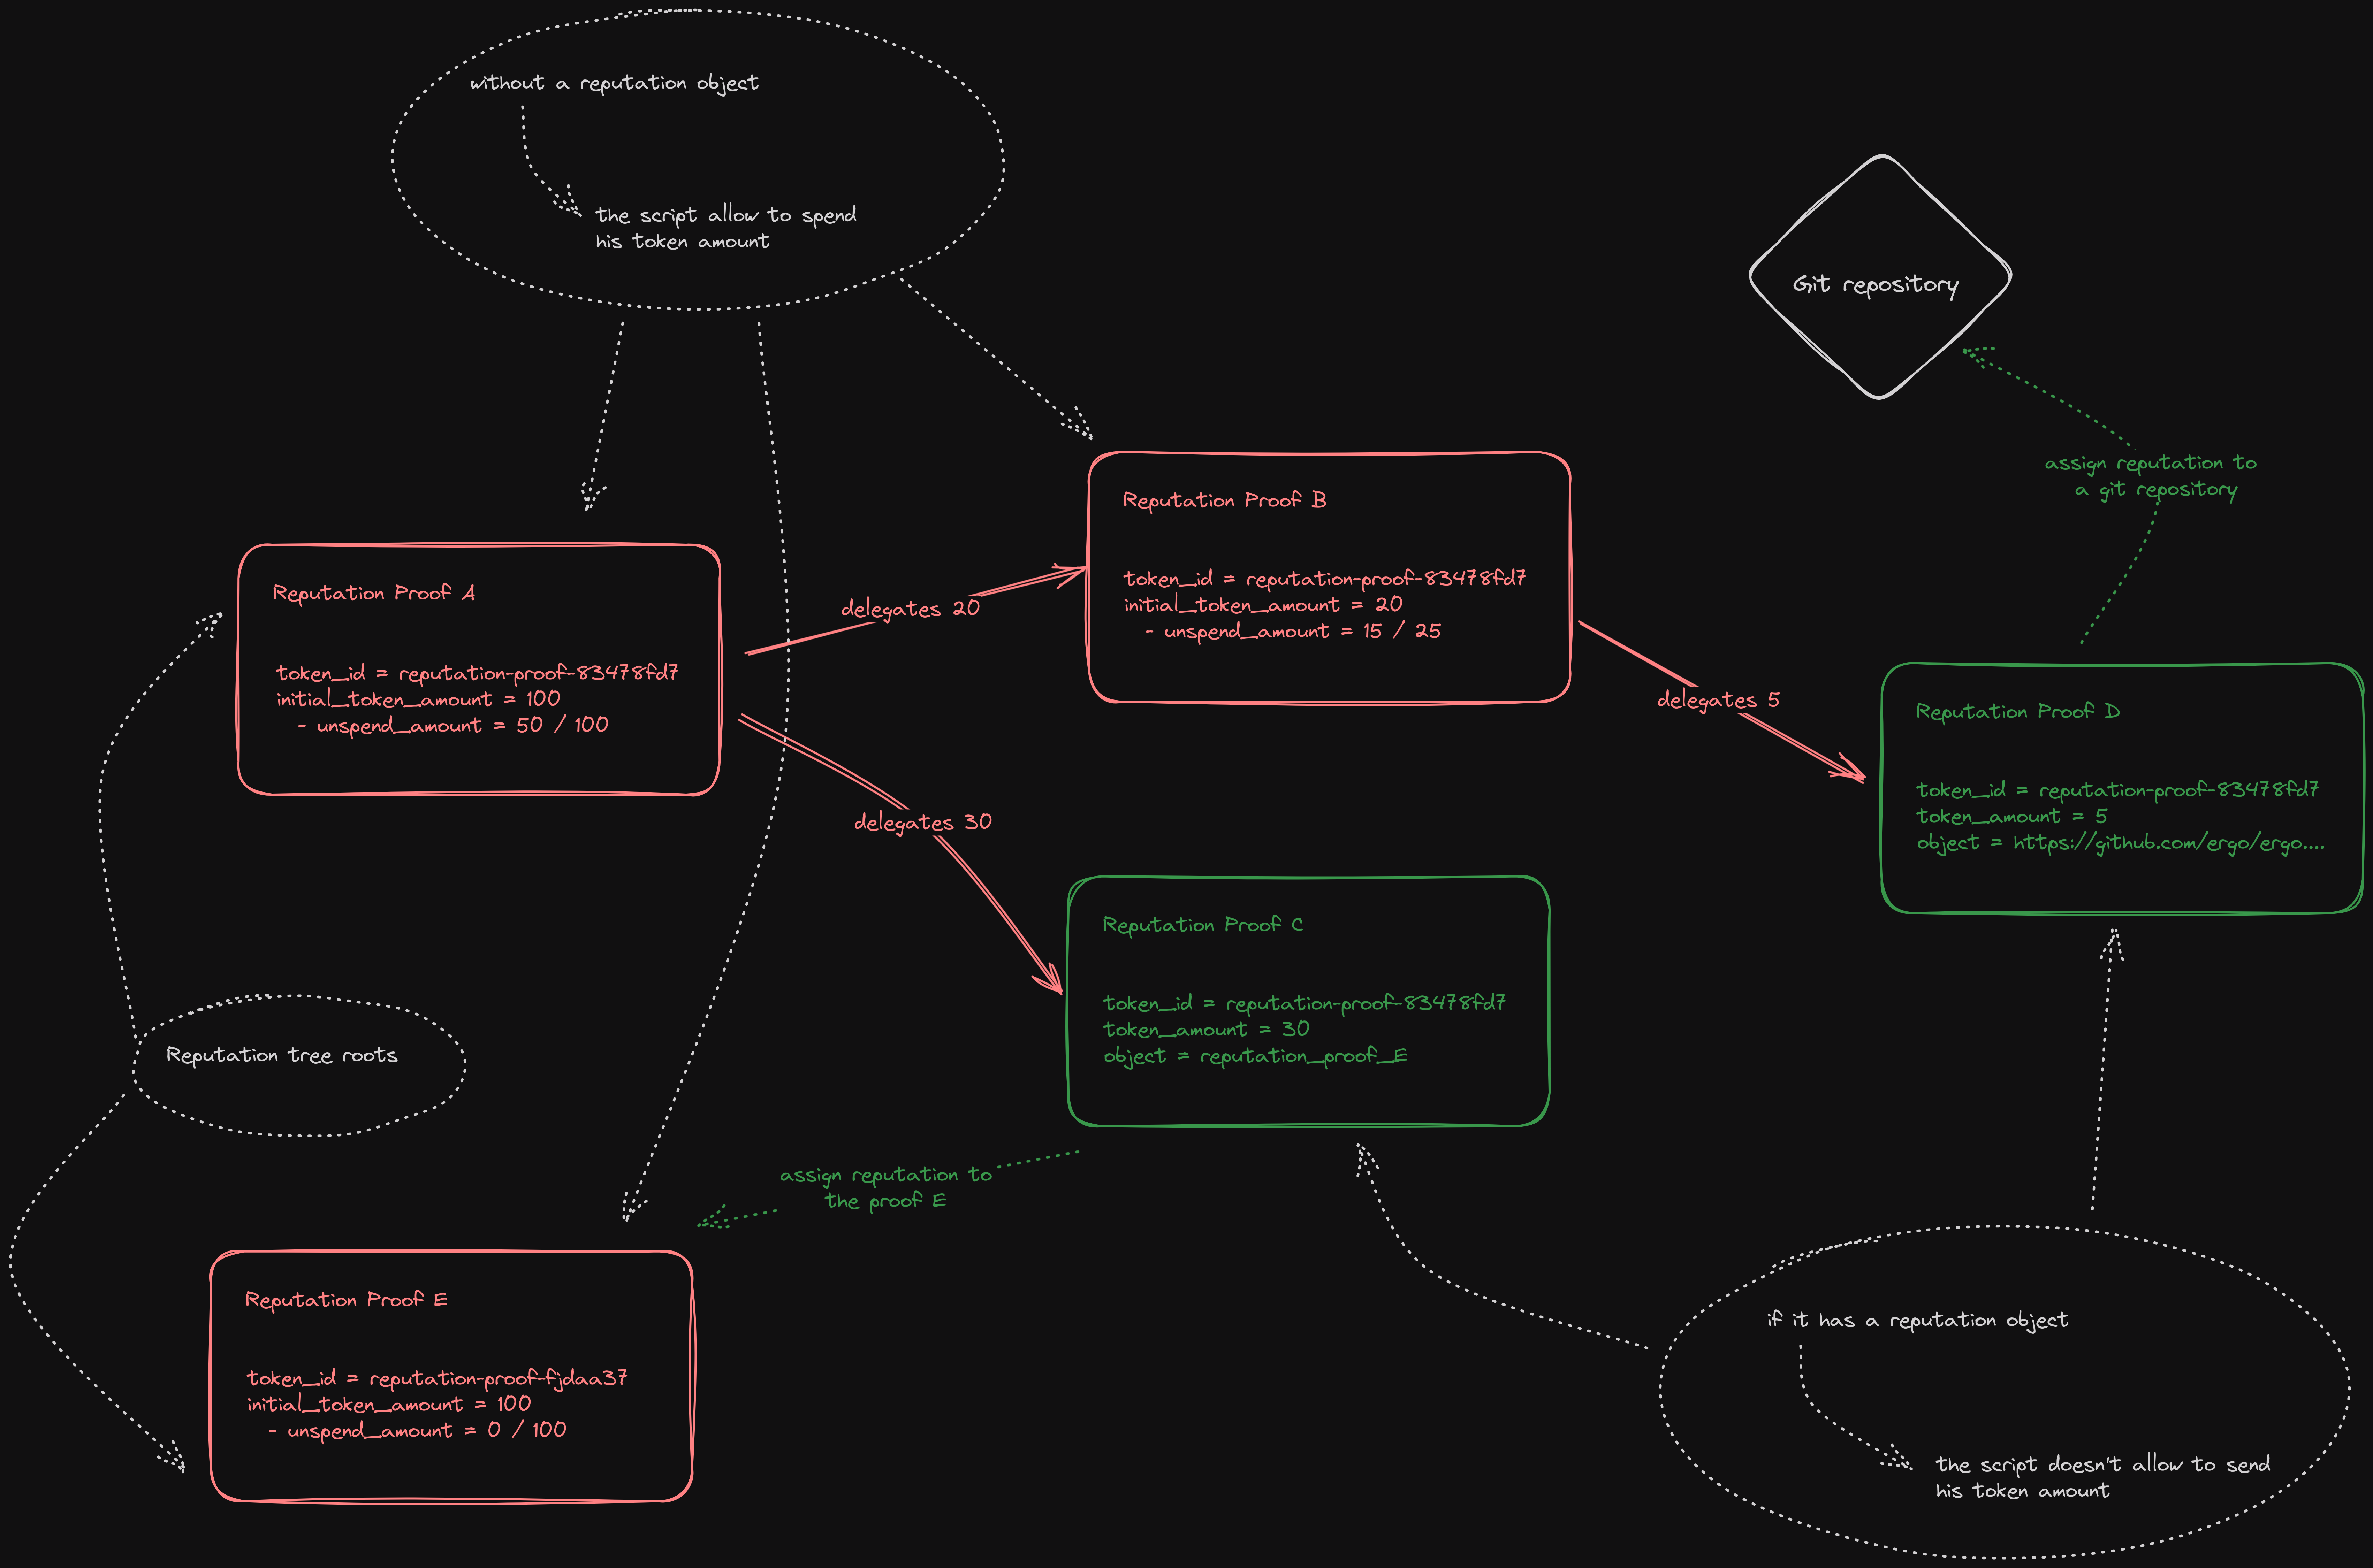 without a reputation object
the script allow to spend
his token amount
Git repository
assign reputation to
a git repository
Reputation Proof B
token_id = reputation-proof-83478fd7
initial_token_amount = 20
- unspend_amount = 15 / 25
Reputation Proof A
token_id = reputation-proof-83478fd7
initial_token_amount = 100
- unspend_amount = 50 / 100
delegates 20
delegates 5
Reputation Proof D
token_id = reputation-proof-83478fd7
token_amount = 5
object = https://github.com/ergo/ergo....
delegates 30
Reputation Proof C
token_id = reputation-proof-83478fd7
token_amount = 30
object = reputation_proof_E
Reputation tree roots
assign reputation to
the proof E
Reputation Proof E
token_id = reputation-proof-fjdaa37
initial_token_amount = 100
- unspend_amount = 0 / 100
if it has a reputation object
the script doesn't allow to send
his token amount